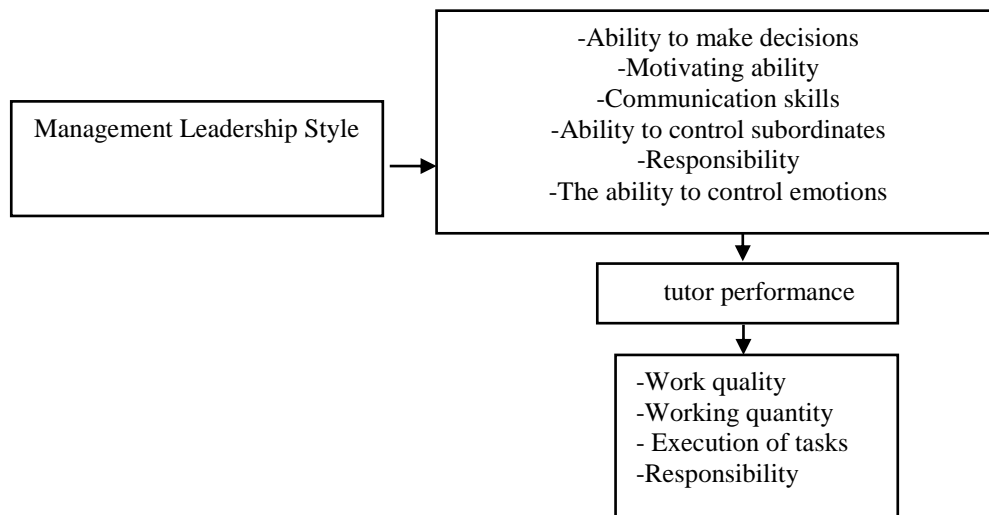 Management Leadership Style
-Ability to make decisions
-Motivating ability
-Communication skills
-Ability to control subordinates
-Responsibility
-The ability to control emotions
tutor performance
-Work quality
-Working quantity
- Execution of tasks
-Responsibility